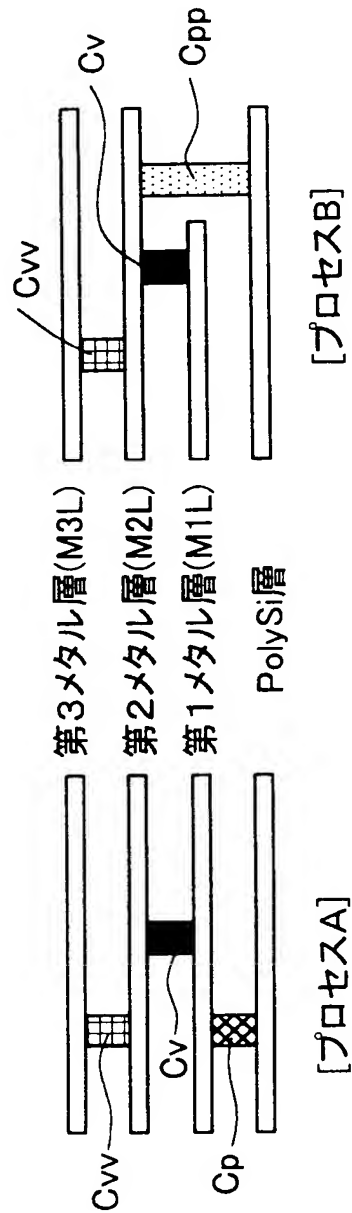 Cvv
Cv
Cp
[プロセスA]
第3メタル層(M3L)
第2メタル層(M2L)
第1メタル層(M1L)
PolySi層
Cvv
Cv
Cpp
[プロセスB]